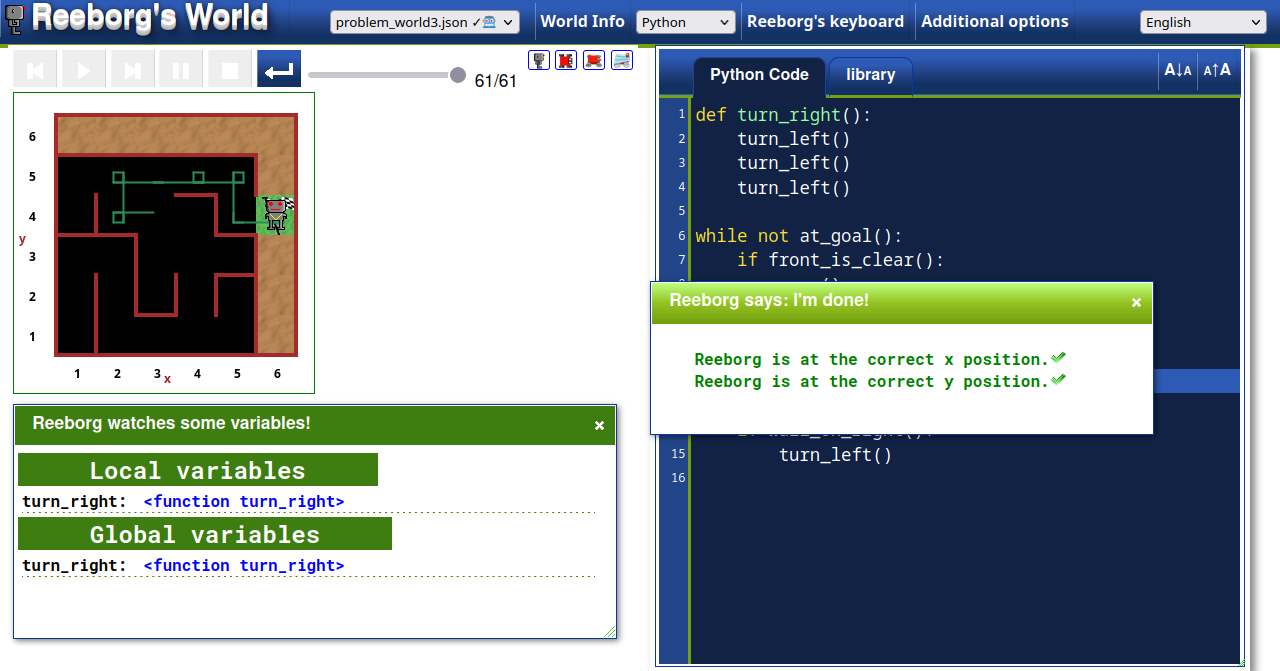 Reeborg's World
problem_world3.json ✓
World Info
Python
Reeborg's keyboard
Additional options
English
61/61
Python Code
library
A↓A
A↑A
6
5
4
3
2
1
y
1 2 3 4 5 6
x
1 def turn_right():
2 turn_left()
3 turn_left()
4 turn_left()
5
6 while not at_goal():
7 if front_is_clear():
Reeborg says: I'm done!
×
Reeborg is at the correct x position.
Reeborg is at the correct y position.
15 turn_left()
16
Reeborg watches some variables!
×
Local variables
turn_right: <function turn_right>
Global variables
turn_right: <function turn_right>